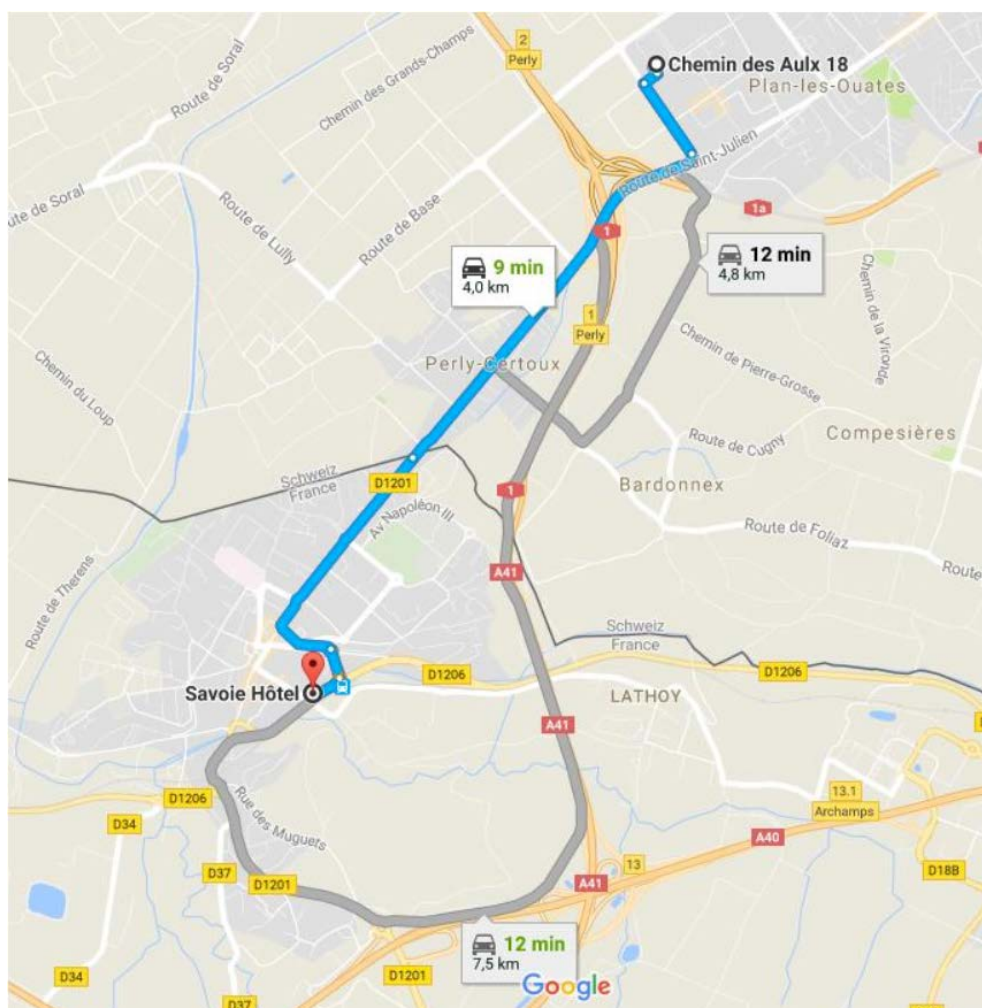 2
Perly
Chemin des Aulx 18
Plan-les-Ouates
Route de Soral
Chemin des Grands-Champs
Route de Saint-Julien
Route de Soral
Route de Lully
Route de Base
1a
1
12 min
4,8 km
9 min
4,0 km
Chemin de la Vironde
1
Perly
Perly-Certoux
Chemin de Pierre-Grosse
Chemin du Loup
Route de Cugny
Compesières
Schweiz
France
D1201
Av Napoléon III
1
Bardonnex
Route de Foliaz
Route
A41
Route de Therens
Schweiz
France
Savoie Hôtel
D1206
D1206
LATHOY
A41
D1206
Rue des Muguets
13.1
Archamps
D34
A40
13
D37
D1201
A41
D18B
12 min
7,5 km
D34
D1201
Google
D37